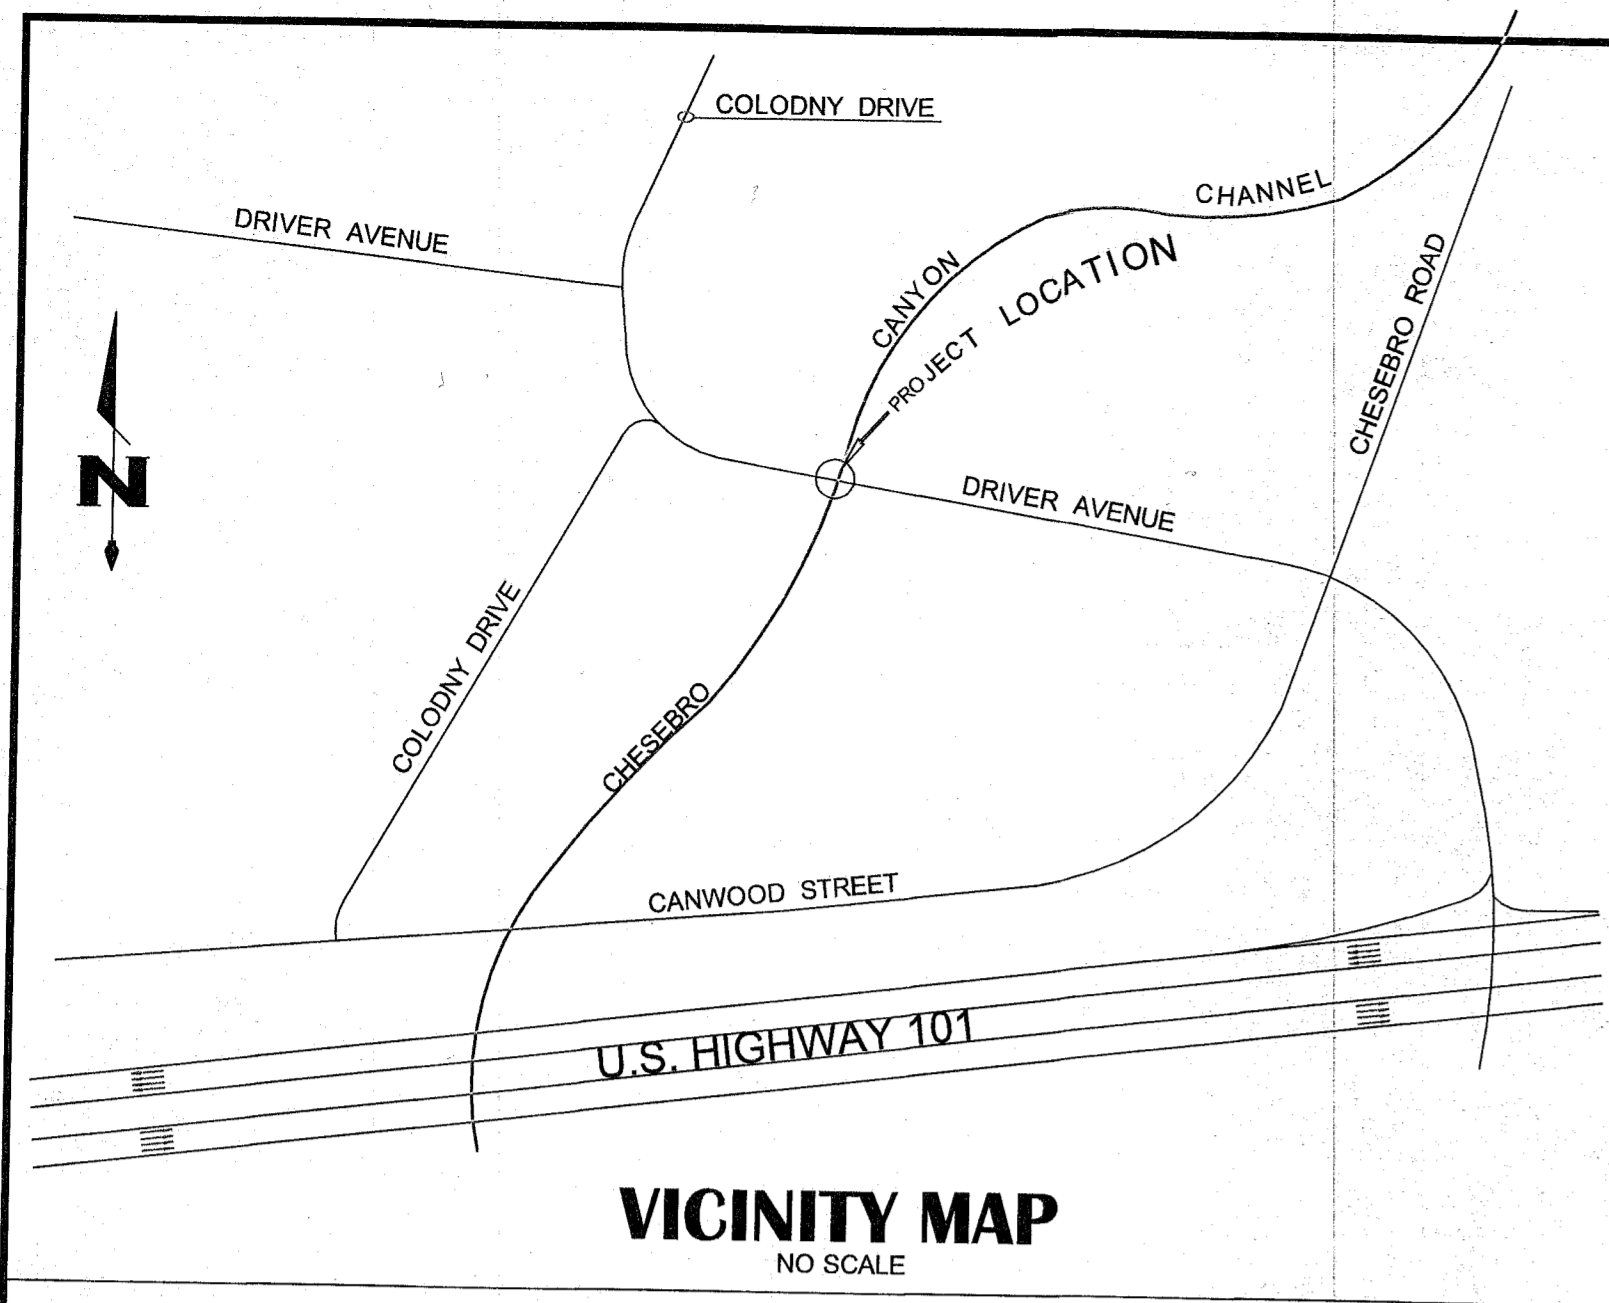 COLODNY DRIVE
DRIVER AVENUE
CHANNEL
CANYON
PROJECT LOCATION
CHESEBRO ROAD
N
DRIVER AVENUE
COLODNY DRIVE
CHESEBRO
CANWOOD STREET
U.S. HIGHWAY 101
VICINITY MAP
NO SCALE